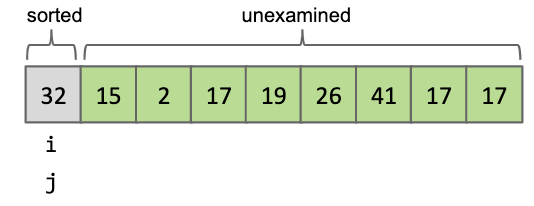 sorted unexamined
32 15 2 17 19 26 41 17 17
i
j